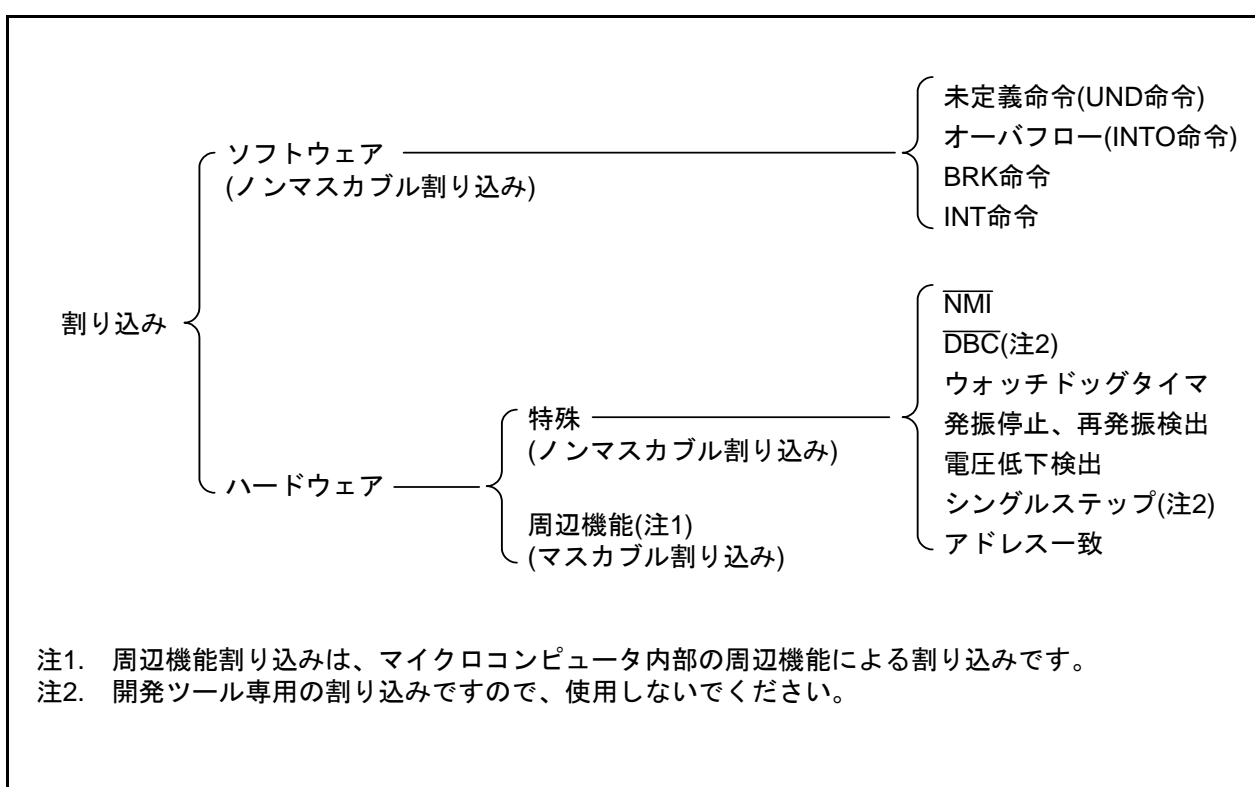 割り込み
ソフトウェア
(ノンマスカブル割り込み)
未定義命令(UND命令)
オーバフロー(INTO命令)
BRK命令
INT命令
ハードウェア
特殊
(ノンマスカブル割り込み)
NMI
DBC(注2)
ウォッチドッグタイマ
発振停止、再発振検出
電圧低下検出
シングルステップ(注2)
アドレス一致
周辺機能(注1)
(マスカブル割り込み)
注1. 周辺機能割り込みは、マイクロコンピュータ内部の周辺機能による割り込みです。
注2. 開発ツール専用の割り込みですので、使用しないでください。